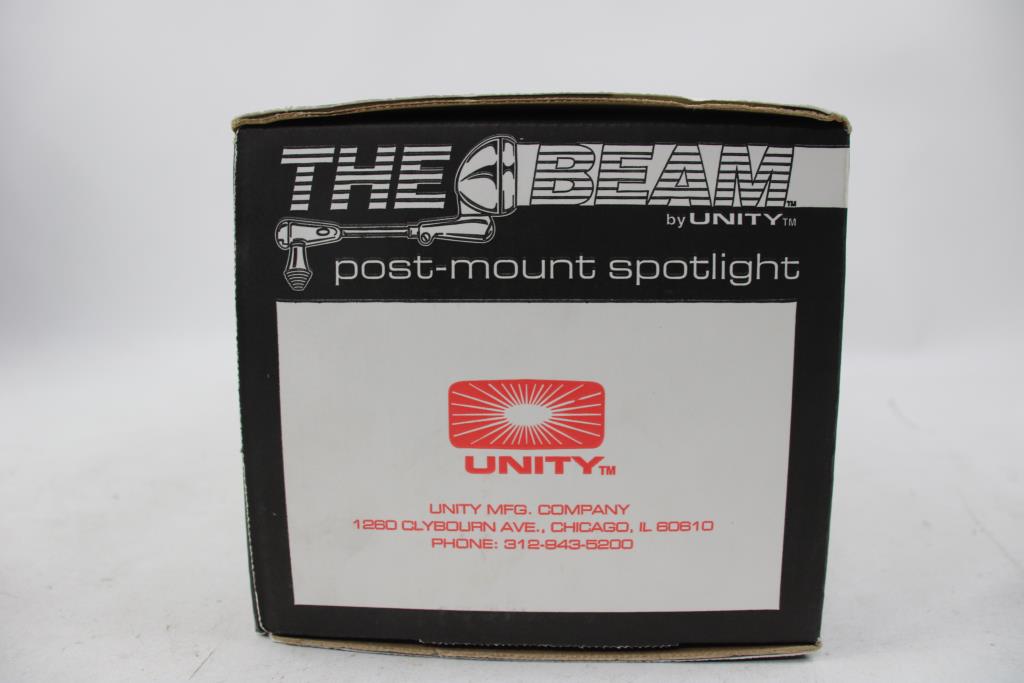 THE BEAM™
by UNITY™
post-mount spotlight
UNITY™
UNITY MFG. COMPANY
1260 CLYBOURN AVE., CHICAGO, IL 60610
PHONE: 312-943-5200